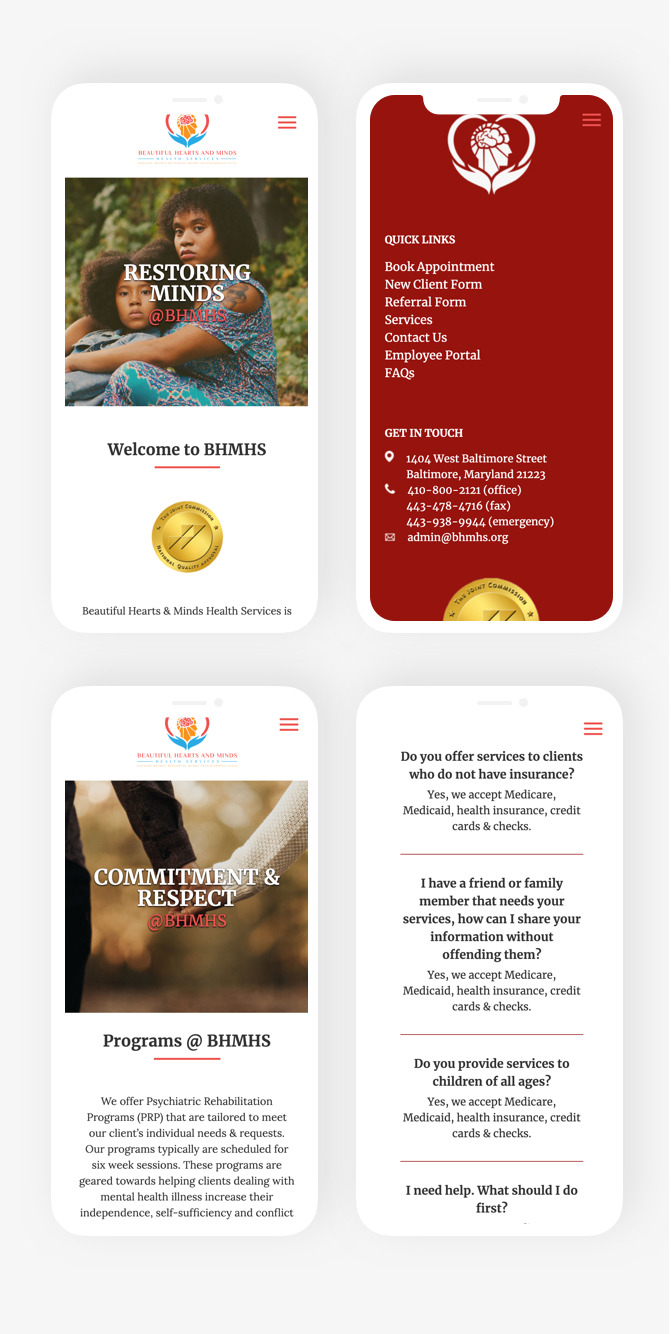 BEAUTIFUL HEARTS AND MINDS
HEALTH SERVICES
RESTORING
MINDS
@BHMHS
Welcome to BHMHS
THE JOINT COMMISSION
NATIONAL QUALITY APPROVAL
Beautiful Hearts & Minds Health Services is
QUICK LINKS
Book Appointment
New Client Form
Referral Form
Services
Contact Us
Employee Portal
FAQs
GET IN TOUCH
1404 West Baltimore Street
Baltimore, Maryland 21223
410-800-2121 (office)
443-478-4716 (fax)
443-938-9944 (emergency)
admin@bhmhs.org
THE JOINT COMMISSION
BEAUTIFUL HEARTS AND MINDS
HEALTH SERVICES
COMMITMENT &
RESPECT
@BHMHS
Programs @ BHMHS
We offer Psychiatric Rehabilitation
Programs (PRP) that are tailored to meet
our client's individual needs & requests.
Our programs typically are scheduled for
six week sessions. These programs are
geared towards helping clients dealing with
mental health illness increase their
independence, self-sufficiency and conflict
Do you offer services to clients
who do not have insurance?
Yes, we accept Medicare,
Medicaid, health insurance, credit
cards & checks.
I have a friend or family
member that needs your
services, how can I share your
information without
offending them?
Yes, we accept Medicare,
Medicaid, health insurance, credit
cards & checks.
Do you provide services to
children of all ages?
Yes, we accept Medicare,
Medicaid, health insurance, credit
cards & checks.
I need help. What should I do
first?